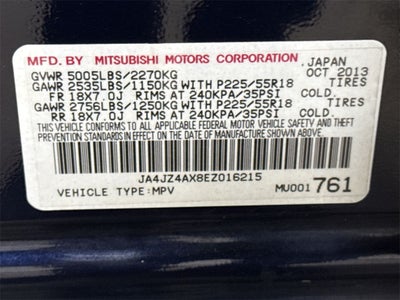 MFD. BY MITSUBISHI MOTORS CORPORATION JAPAN
GVWR 5005LBS/2270KG OCT 2013
GAWR 2535LBS/1150KG WITH P225/55R18 TIRES
FR 18X7.0J RIMS AT 240KPA/35PSI COLD.
GAWR 2756LBS/1250KG WITH P225/55R18 TIRES
RR 18X7.0J RIMS AT 240KPA/35PSI COLD.
THIS VEHICLE CONFORMS TO ALL APPLICABLE
FEDERAL MOTOR VEHICLE SAFETY AND THEFT
PREVENTION STANDARDS IN EFFECT ON THE DATE OF MANUFACTURE SHOWN ABOVE.
JA4JZ4AX8EZ016215
VEHICLE TYPE:MPV MU001761